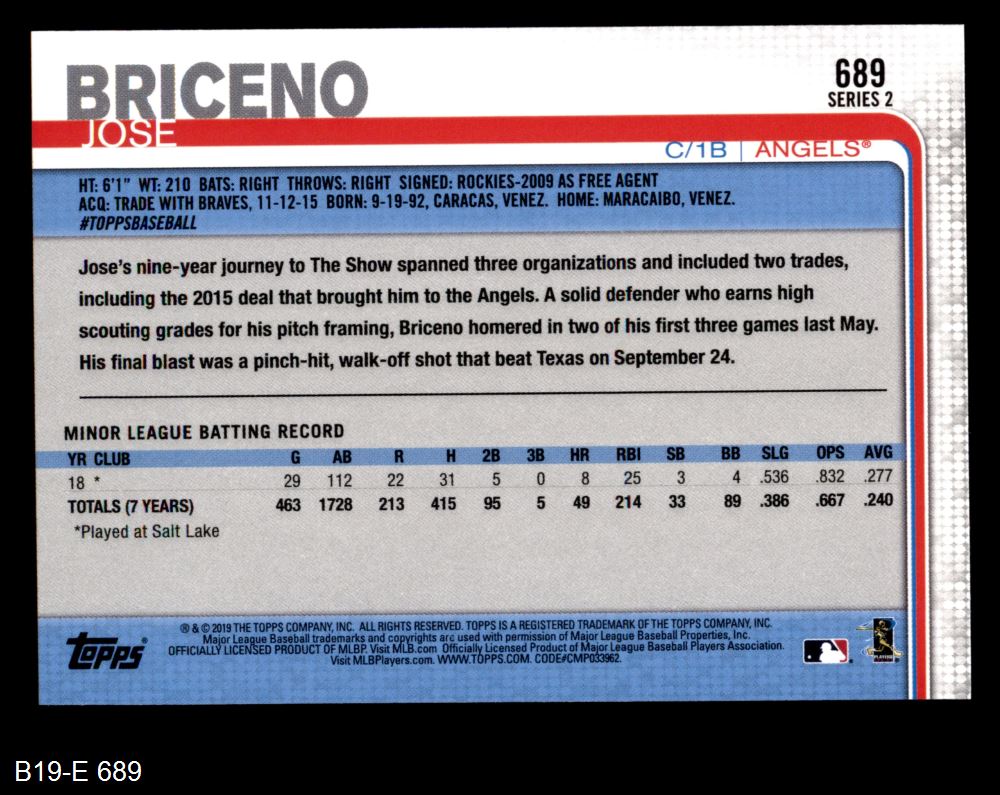 BRICENO
JOSE
689
SERIES 2
C/1B | ANGELS®
HT: 6'1" WT: 210 BATS: RIGHT THROWS: RIGHT SIGNED: ROCKIES-2009 AS FREE AGENT
ACQ: TRADE WITH BRAVES, 11-12-15 BORN: 9-19-92, CARACAS, VENEZ. HOME: MARACAIBO, VENEZ.
#TOPPSBASEBALL
Jose's nine-year journey to The Show spanned three organizations and included two trades,
including the 2015 deal that brought him to the Angels. A solid defender who earns high
scouting grades for his pitch framing, Briceno homered in two of his first three games last May.
His final blast was a pinch-hit, walk-off shot that beat Texas on September 24.
MINOR LEAGUE BATTING RECORD
YR CLUB G AB R H 2B 3B HR RBI SB BB SLG OPS AVG
18 * 29 112 22 31 5 0 8 25 3 4 .536 .832 .277
TOTALS (7 YEARS) 463 1728 213 415 95 5 49 214 33 89 .386 .667 .240
*Played at Salt Lake
Topps®
® & © 2019 THE TOPPS COMPANY, INC. ALL RIGHTS RESERVED. TOPPS IS A REGISTERED TRADEMARK OF THE TOPPS COMPANY, INC.
Major League Baseball trademarks and copyrights are used with permission of Major League Baseball Properties, Inc.
OFFICIALLY LICENSED PRODUCT OF MLBP. Visit MLB.com Officially Licensed Product of Major League Baseball Players Association.
Visit MLBPlayers.com. WWW.TOPPS.COM. CODE#CMP033962.
B19-E 689